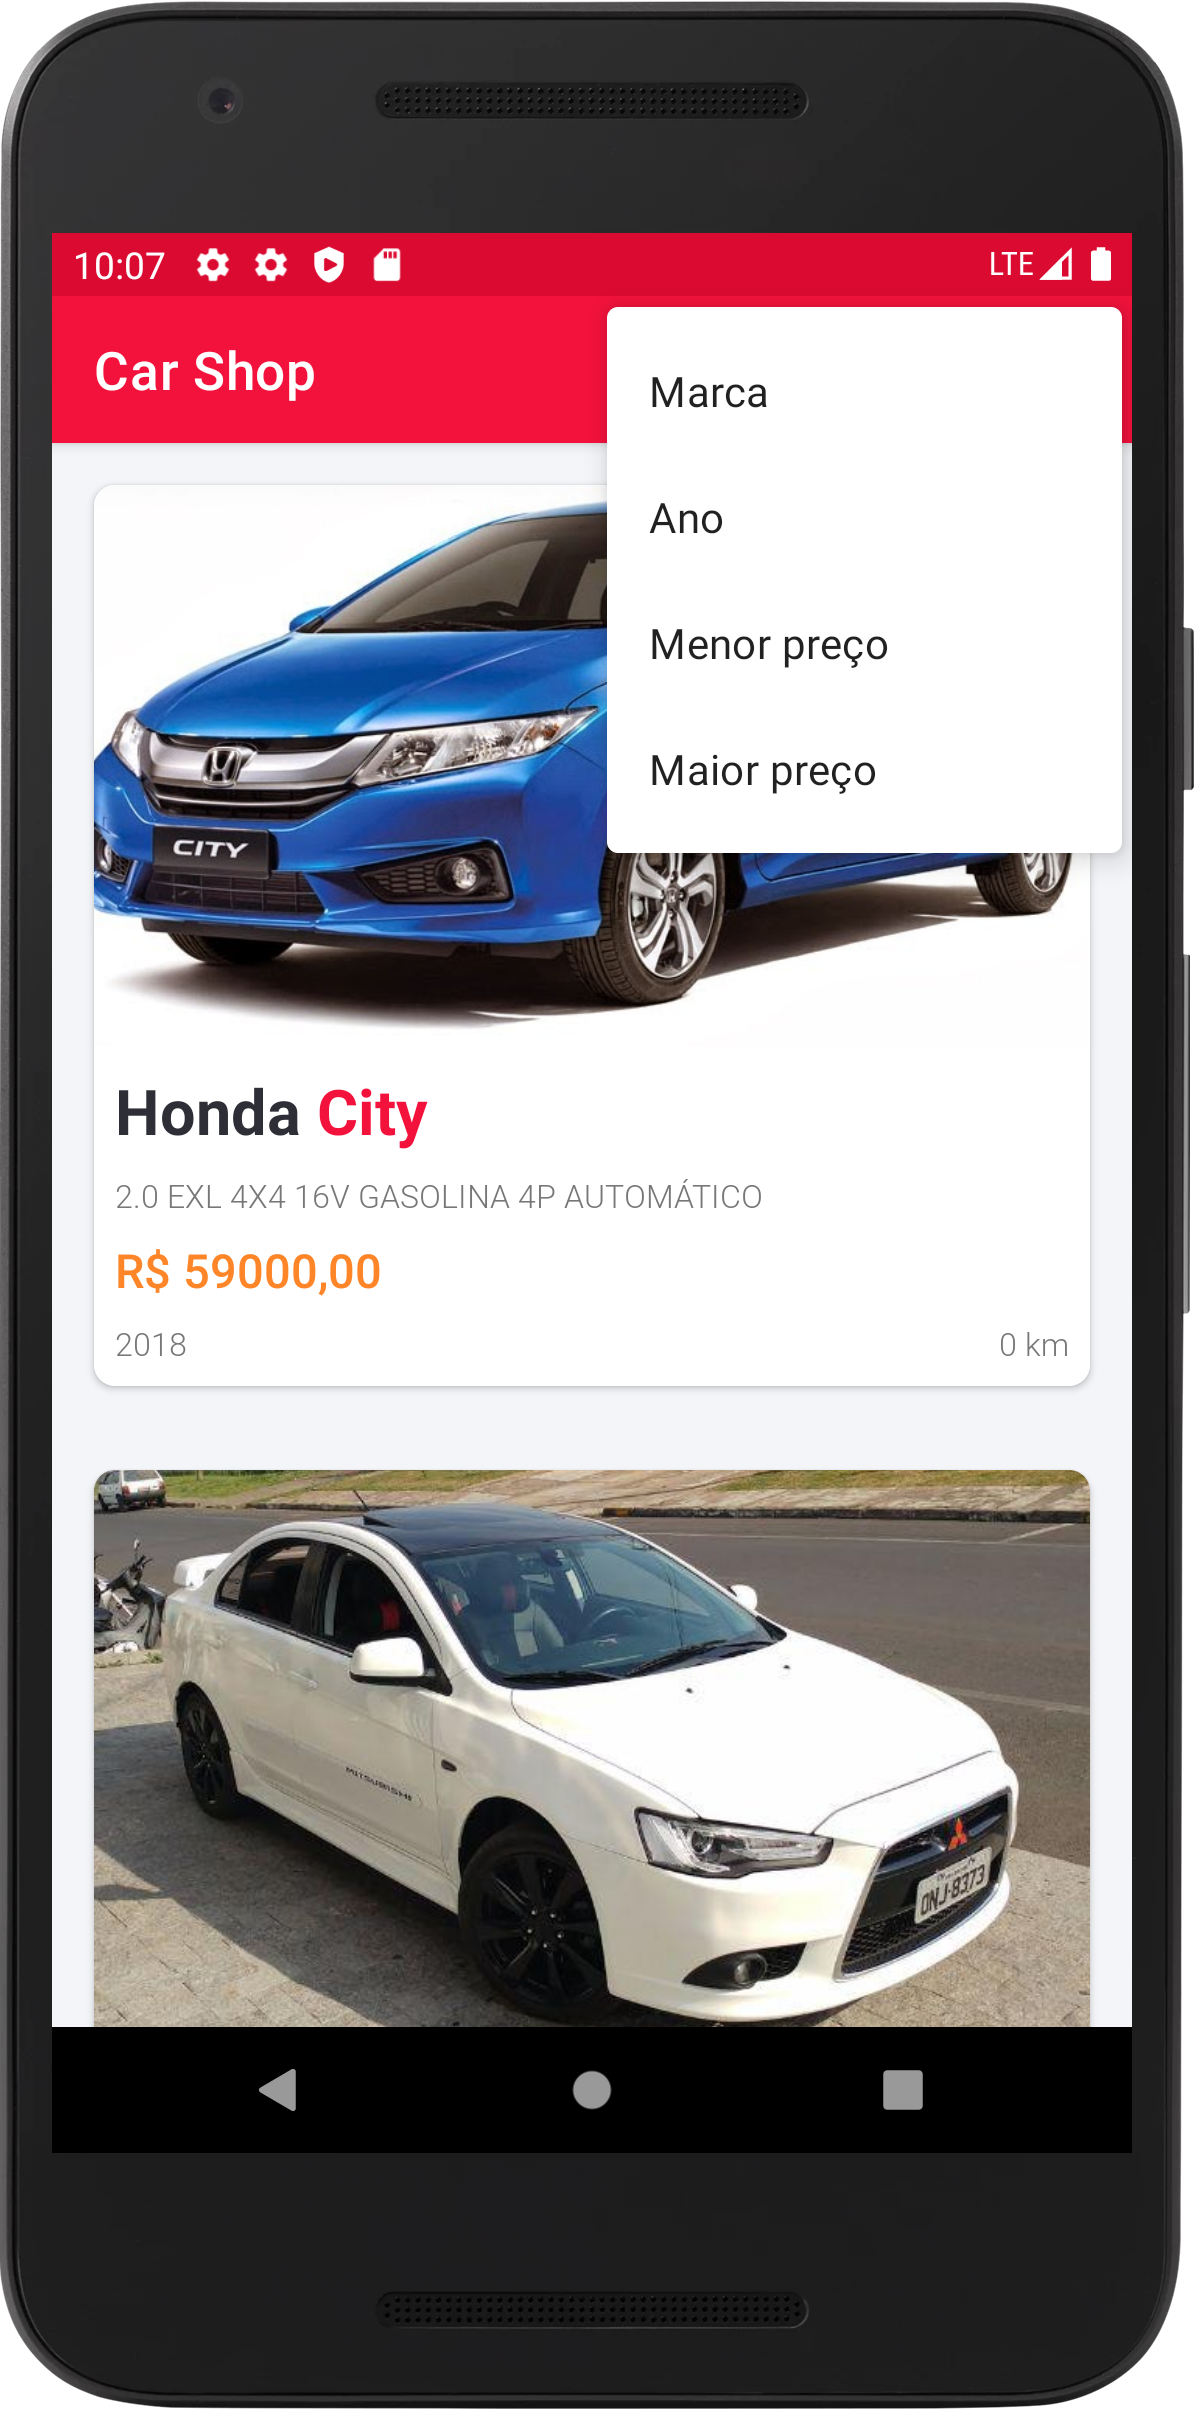 10:07 LTE
Car Shop
Marca
Ano
Menor preço
Maior preço
CITY
Honda City
2.0 EXL 4X4 16V GASOLINA 4P AUTOMÁTICO
R$ 59000,00
2018 0 km
MITSUBISHI
ONJ-8373